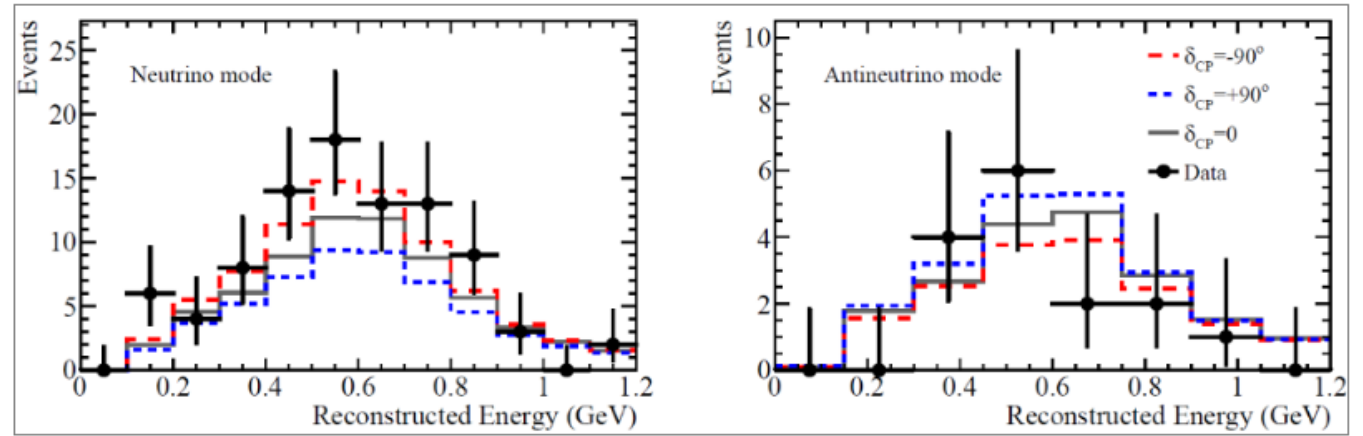 Events
25
20
15
10
5
0
Neutrino mode
0 0.2 0.4 0.6 0.8 1 1.2
Reconstructed Energy (GeV)
Events
10
8
6
4
2
0
Antineutrino mode
δCP=-90°
δCP=+90°
δCP=0
Data
0 0.2 0.4 0.6 0.8 1 1.2
Reconstructed Energy (GeV)